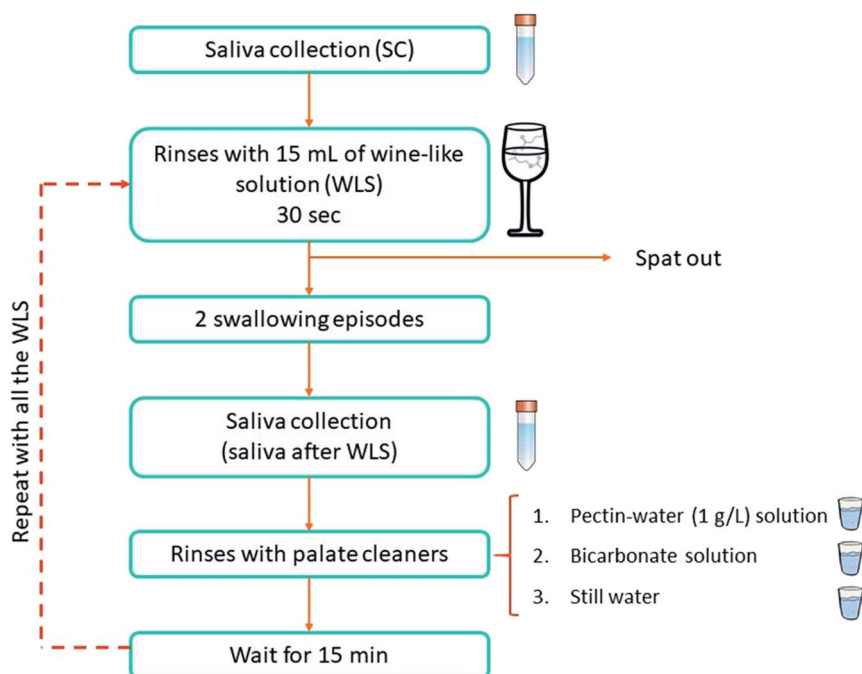 Saliva collection (SC)
Rinses with 15 mL of wine-like
solution (WLS)
30 sec
Spat out
2 swallowing episodes
Saliva collection
(saliva after WLS)
Rinses with palate cleaners
1. Pectin-water (1 g/L) solution
2. Bicarbonate solution
3. Still water
Wait for 15 min
Repeat with all the WLS